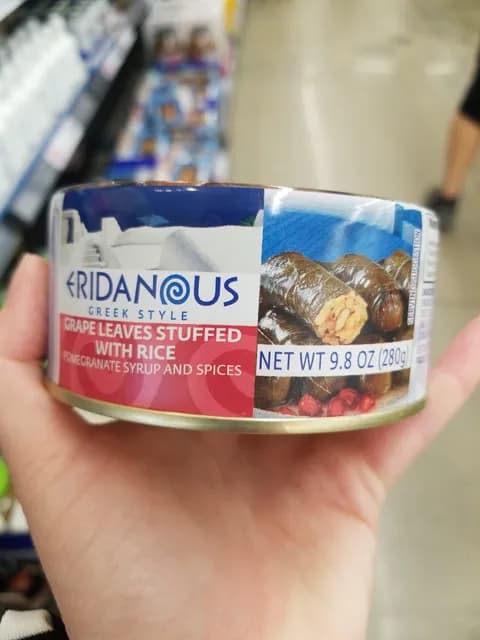 ERIDANOUS
GREEK STYLE
GRAPE LEAVES STUFFED
WITH RICE
POMEGRANATE SYRUP AND SPICES
NET WT 9.8 OZ (280g)